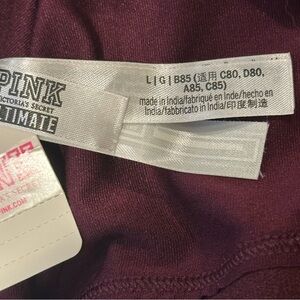 PINK
VICTORIA'S SECRET
ULTIMATE
L | G | B85 (适用 C80, D80,
A85, C85)
made in India/fabriqué en Inde/hecho en
India/fabbricato in India/印度制造